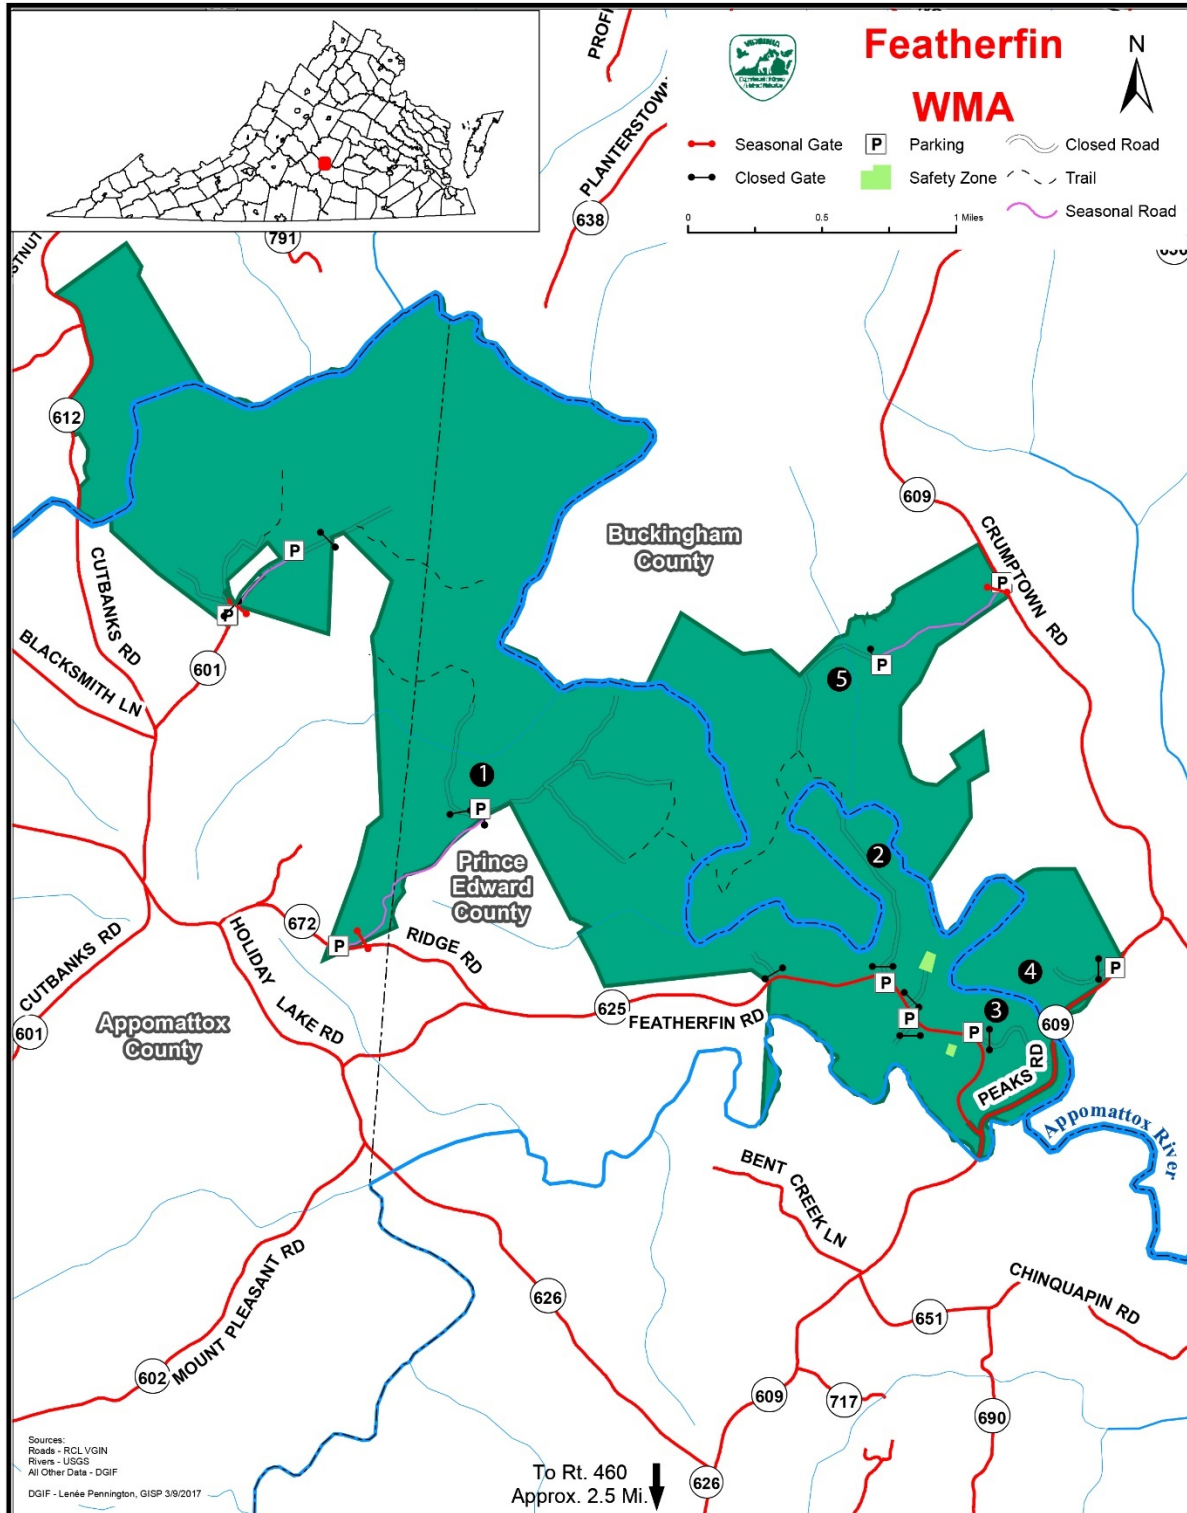 Featherfin
WMA
N
VIRGINIA
Seasonal Gate
Parking
Closed Road
Closed Gate
Safety Zone
Trail
Seasonal Road
0
0.5
1 Miles
PLANTERSTOWN
638
791
612
CUTBANKS RD
BLACKSMITH LN
601
P
P
Buckingham
County
609
CRUMPTOWN RD
P
P
5
1
P
2
Prince
Edward
County
672
P
RIDGE RD
HOLIDAY LAKE RD
CUTBANKS RD
601
Appomattox
County
625
FEATHERFIN RD
P
P
P
3
4
P
609
PEAKS RD
Appomattox River
BENT CREEK LN
CHINQUAPIN RD
651
626
MOUNT PLEASANT RD
602
609
717
690
626
To Rt. 460
Approx. 2.5 Mi.
Sources:
Roads - RCL VGIN
Rivers - USGS
All Other Data - DGIF
DGIF - Lenée Pennington, GISP 3/9/2017